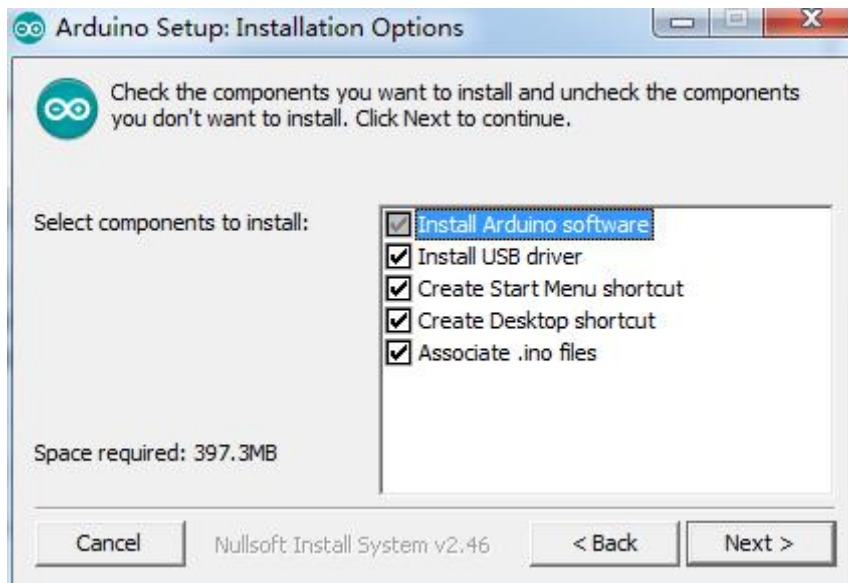 Arduino Setup: Installation Options
Check the components you want to install and uncheck the components
you don't want to install. Click Next to continue.
Select components to install:
Install Arduino software
Install USB driver
Create Start Menu shortcut
Create Desktop shortcut
Associate .ino files
Space required: 397.3MB
Cancel
Nullsoft Install System v2.46
< Back
Next >